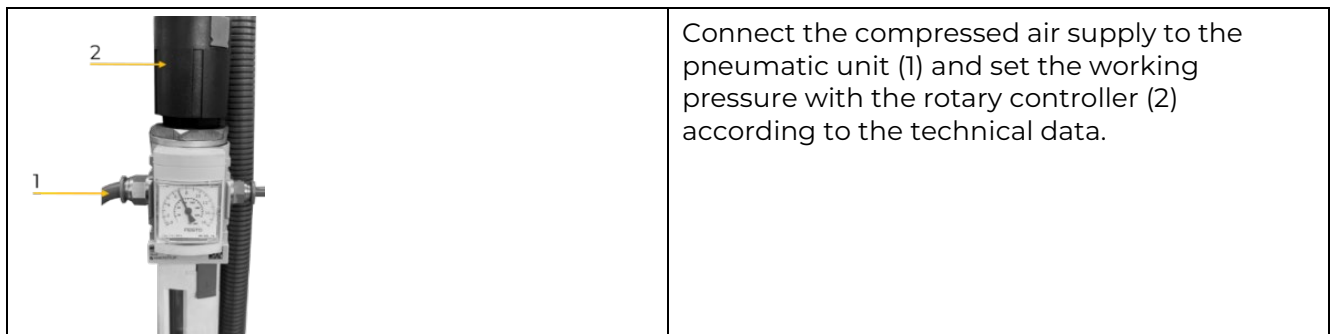 2
1
FESTO
Connect the compressed air supply to the
pneumatic unit (1) and set the working
pressure with the rotary controller (2)
according to the technical data.